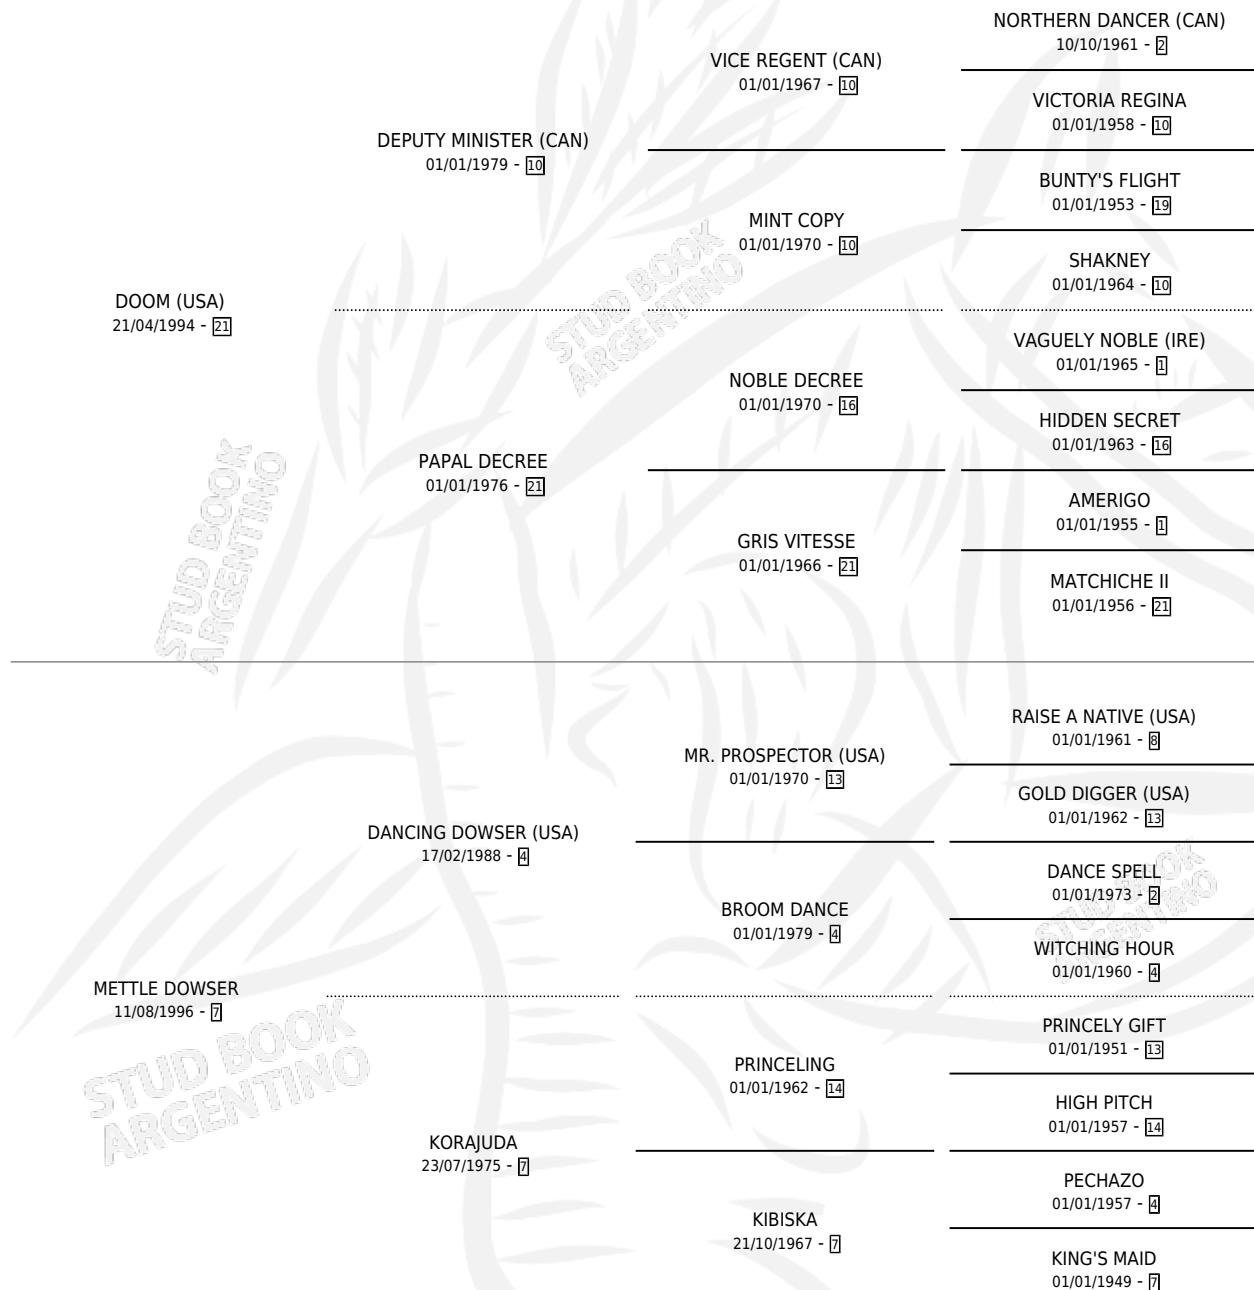 NORTHERN DANCER (CAN)
10/10/1961 - 2
VICE REGENT (CAN)
01/01/1967 - 10
VICTORIA REGINA
01/01/1958 - 10
DEPUTY MINISTER (CAN)
01/01/1979 - 10
BUNTY'S FLIGHT
01/01/1953 - 19
MINT COPY
01/01/1970 - 10
SHAKNEY
01/01/1964 - 10
DOOM (USA)
21/04/1994 - 21
STUD BOOK
ARGENTINO
VAGUELY NOBLE (IRE)
01/01/1965 - 1
NOBLE DECREE
01/01/1970 - 16
HIDDEN SECRET
01/01/1963 - 16
PAPAL DECREE
01/01/1976 - 21
AMERIGO
01/01/1955 - 1
GRIS VITESSE
01/01/1966 - 21
MATCHICHE II
01/01/1956 - 21
STUD BOOK
ARGENTINO
RAISE A NATIVE (USA)
01/01/1961 - 8
MR. PROSPECTOR (USA)
01/01/1970 - 13
GOLD DIGGER (USA)
01/01/1962 - 13
DANCING DOWSER (USA)
17/02/1988 - 4
DANCE SPELL
01/01/1973 - 2
BROOM DANCE
01/01/1979 - 4
STUD BOOK
ARGENTINO
WITCHING HOUR
01/01/1960 - 4
METTLE DOWSER
11/08/1996 - 7
PRINCELY GIFT
01/01/1951 - 13
PRINCELING
01/01/1962 - 14
HIGH PITCH
01/01/1957 - 14
STUD BOOK
ARGENTINO
KORAJUDA
23/07/1975 - 7
PECHAZO
01/01/1957 - 4
KIBISKA
21/10/1967 - 7
KING'S MAID
01/01/1949 - 7